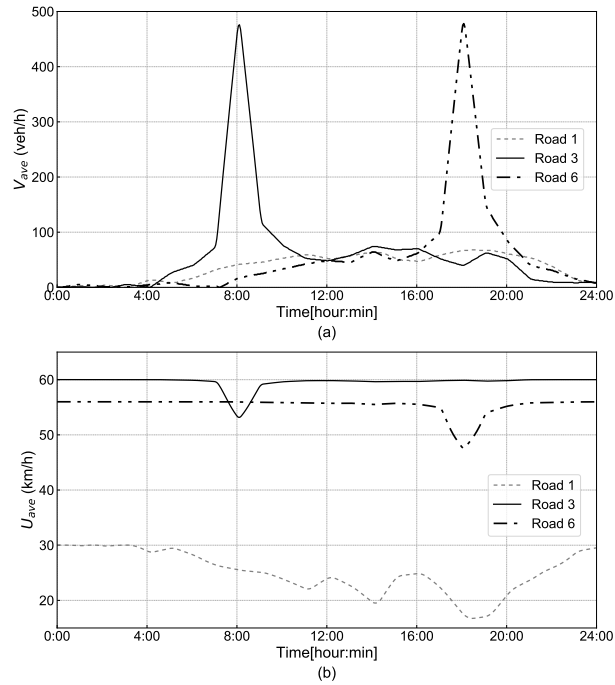 500
400
300
200
100
0
V_ave (veh/h)
Road 1
Road 3
Road 6
0:00 4:00 8:00 12:00 16:00 20:00 24:00
Time[hour:min]
(a)
60
50
40
30
20
U_ave (km/h)
Road 1
Road 3
Road 6
0:00 4:00 8:00 12:00 16:00 20:00 24:00
Time[hour:min]
(b)